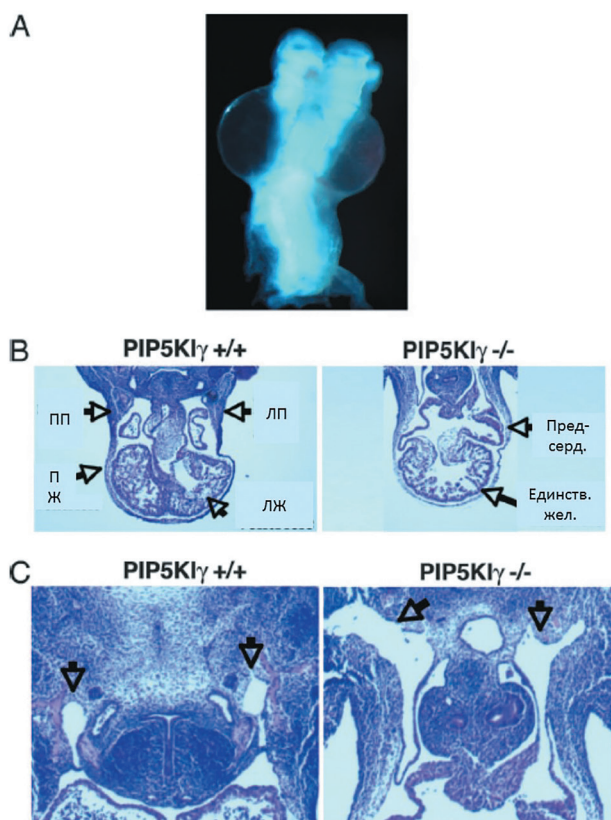 A
B
PIP5KIγ +/+
PIP5KIγ -/-
ПП
ЛП
П
Ж
ЛЖ
Пред-
серд.
Единств.
жел.
C
PIP5KIγ +/+
PIP5KIγ -/-